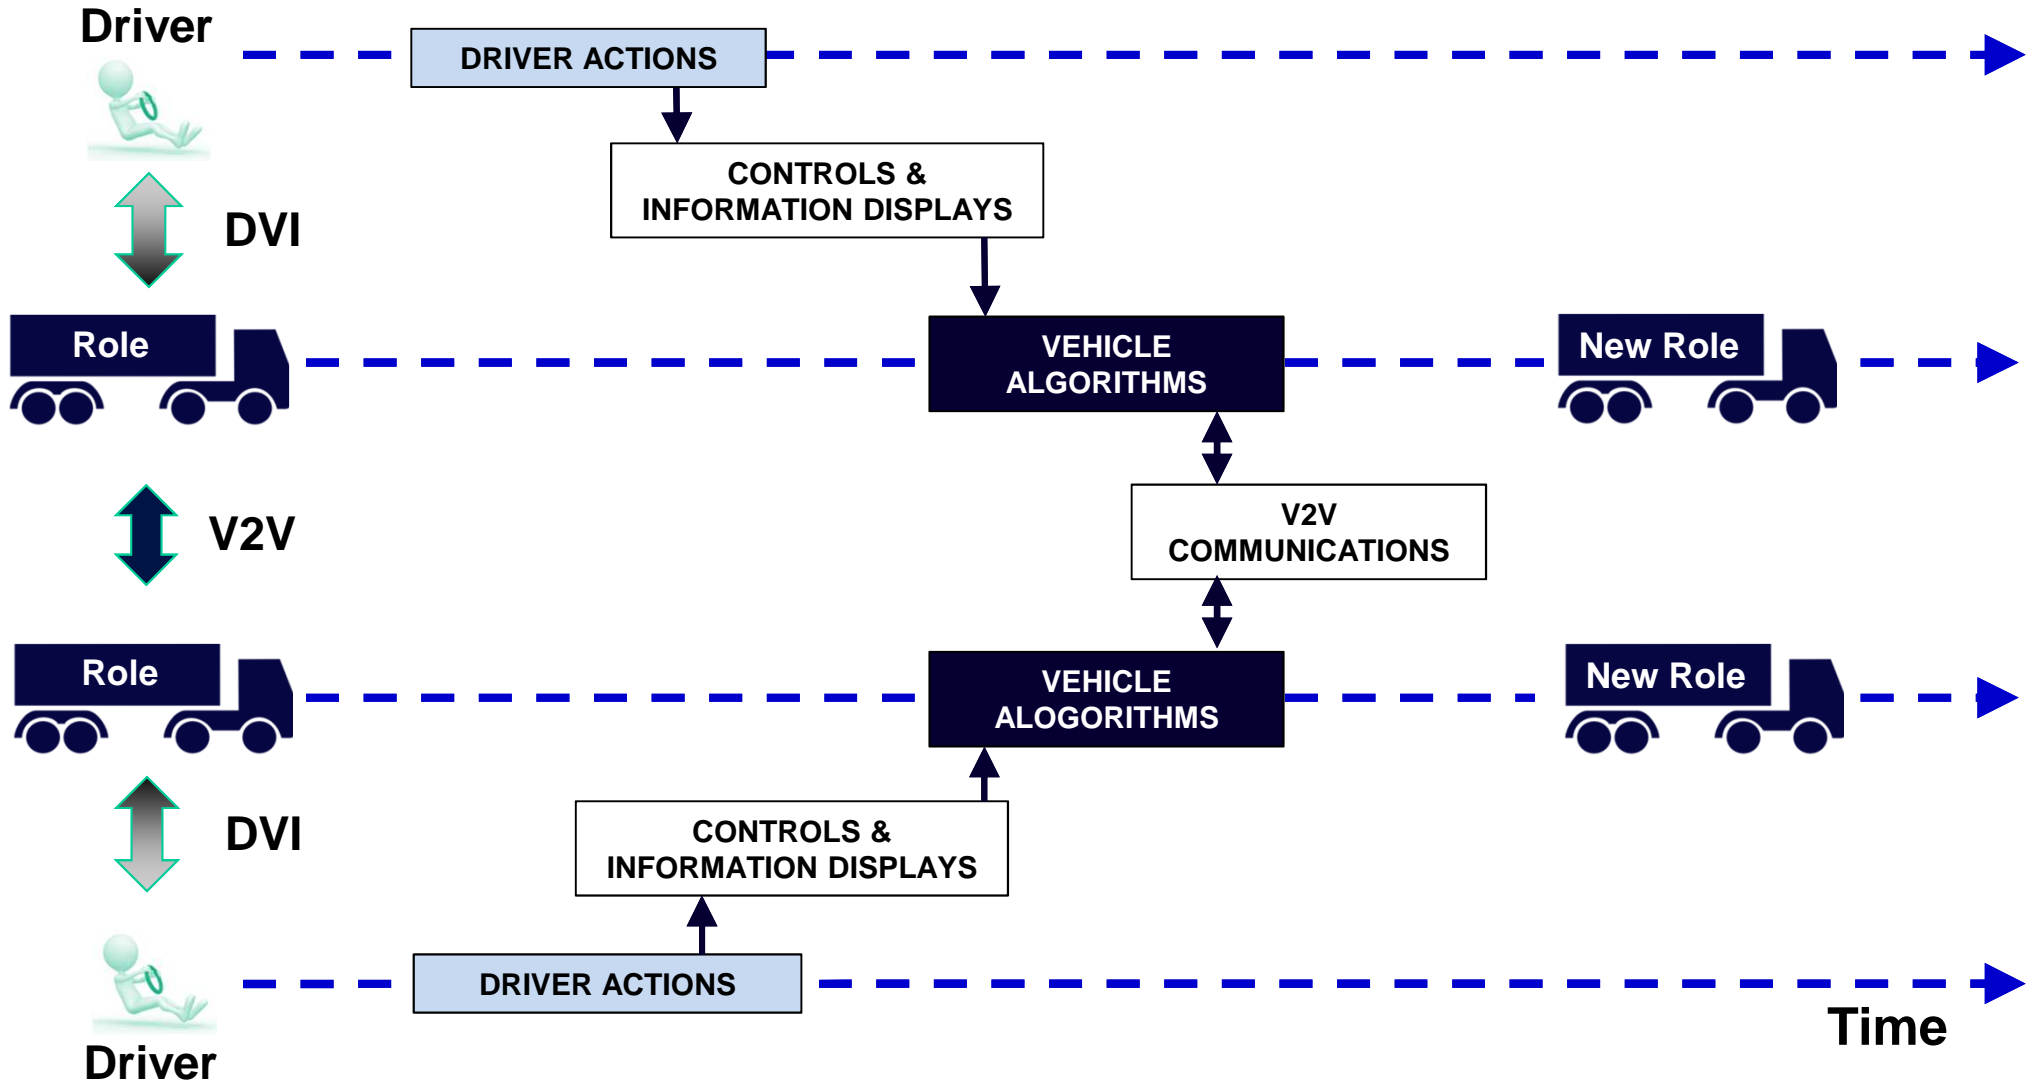 Driver
DRIVER ACTIONS
CONTROLS &
INFORMATION DISPLAYS
DVI
Role
VEHICLE
ALGORITHMS
New Role
V2V
V2V
COMMUNICATIONS
Role
VEHICLE
ALOGORITHMS
New Role
DVI
CONTROLS &
INFORMATION DISPLAYS
DRIVER ACTIONS
Time
Driver